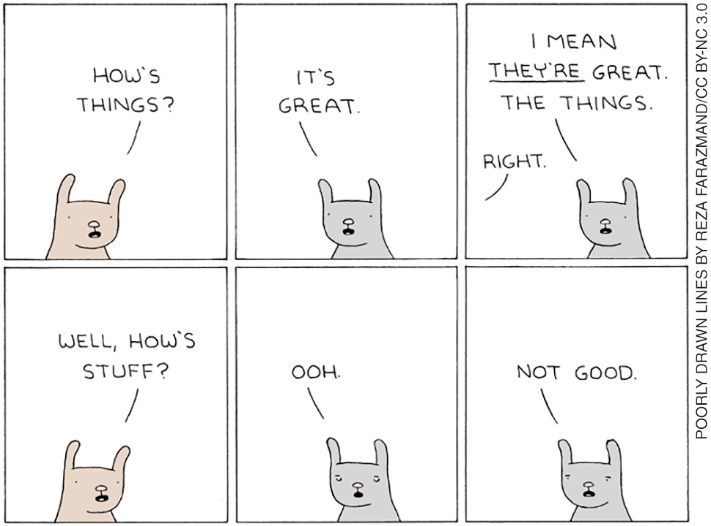 HOW'S
THINGS?
IT'S
GREAT.
I MEAN
THEY'RE GREAT.
THE THINGS.
RIGHT.
WELL, HOW'S
STUFF?
OOH.
NOT GOOD.
POORLY DRAWN LINES BY REZA FARAZMAND/CC BY-NC 3.0